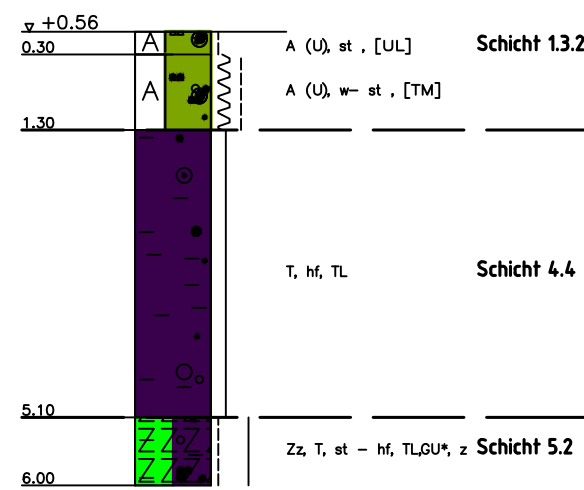 +0.56
A
A (U), st , [UL]
Schicht 1.3.2
0.30
A
A (U), w– st , [TM]
1.30
T, hf, TL
Schicht 4.4
5.10
Z Z Z
Zz, T, st – hf, TL,GU*, z
Schicht 5.2
Z Z Z
6.00